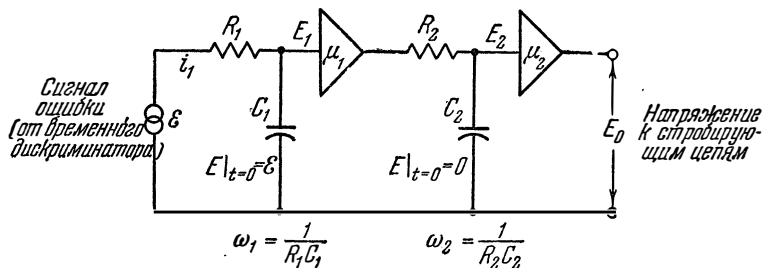 R₁ E₁ μ₁ R₂ E₂ μ₂
i₁
Сигнал
ошибки
(от временного
дискриминатора)
ε
C₁
C₂
E₀
Напряжение
к стробирую-
щим цепям
E|t=0=ε
E|t=0=0
ω₁ = 1/R₁C₁
ω₂ = 1/R₂C₂